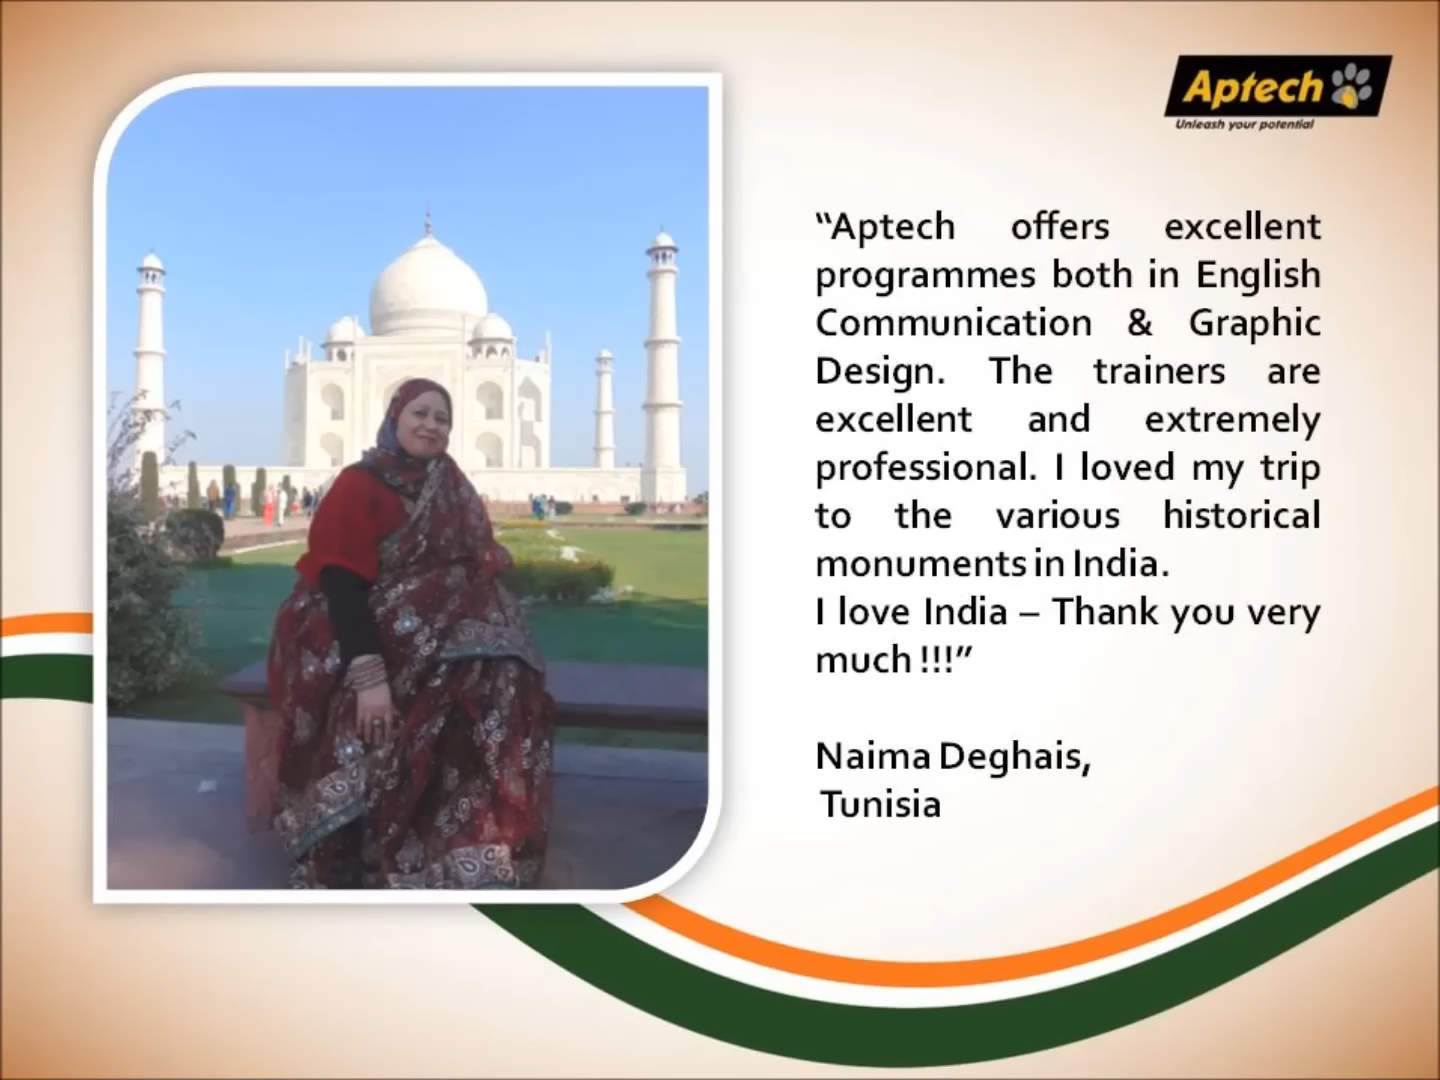 Aptech
Unleash your potential
“Aptech offers excellent
programmes both in English
Communication & Graphic
Design. The trainers are
excellent and extremely
professional. I loved my trip
to the various historical
monuments in India.
I love India – Thank you very
much !!!”
Naima Deghais,
Tunisia